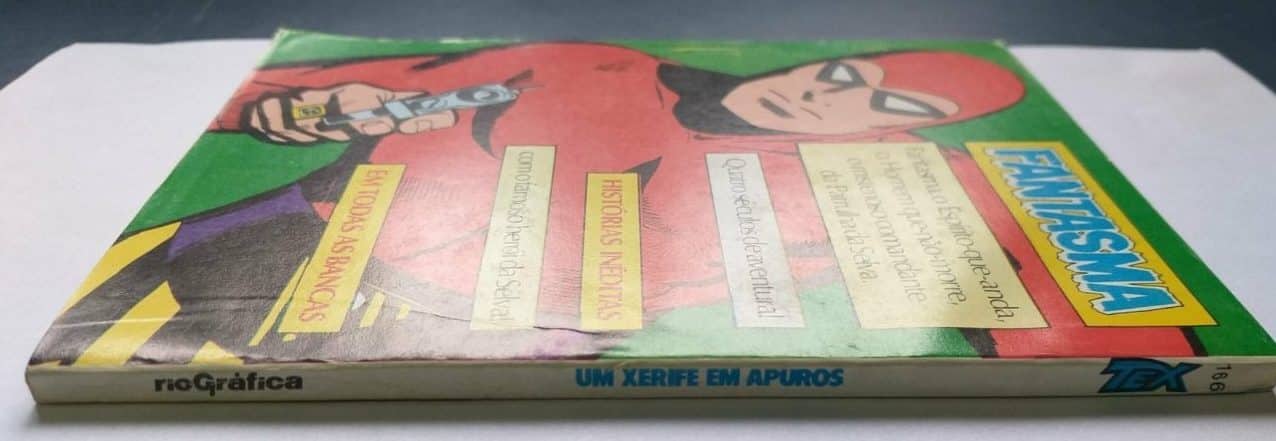 FANTASMA
Fantasma, o Espírito-que-anda,
o Homem-que-não-morre,
o misterioso comandante
da Patrulha da Selva.
Quatro séculos de aventura!
HISTÓRIAS INÉDITAS
com o famoso herói da Selva!
EM TODAS AS BANCAS
rioGráfica
UM XERIFE EM APUROS
TEX
166